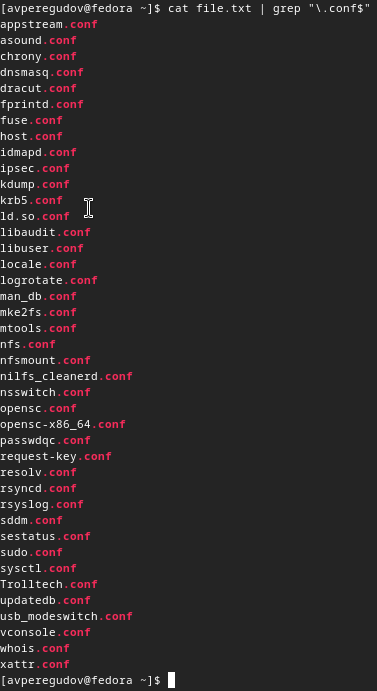 [avperegudov@fedora ~]$ cat file.txt | grep "\.conf$"
appstream.conf
asound.conf
chrony.conf
dnsmasq.conf
dracut.conf
fprintd.conf
fuse.conf
host.conf
idmapd.conf
ipsec.conf
kdump.conf
krb5.conf
ld.so.conf
libaudit.conf
libuser.conf
locale.conf
logrotate.conf
man_db.conf
mke2fs.conf
mtools.conf
nfs.conf
nfsmount.conf
nilfs_cleanerd.conf
nsswitch.conf
opensc.conf
opensc-x86_64.conf
passwdqc.conf
request-key.conf
resolv.conf
rsyncd.conf
rsyslog.conf
sddm.conf
sestatus.conf
sudo.conf
sysctl.conf
Trolltech.conf
updatedb.conf
usb_modeswitch.conf
vconsole.conf
whois.conf
xattr.conf
[avperegudov@fedora ~]$